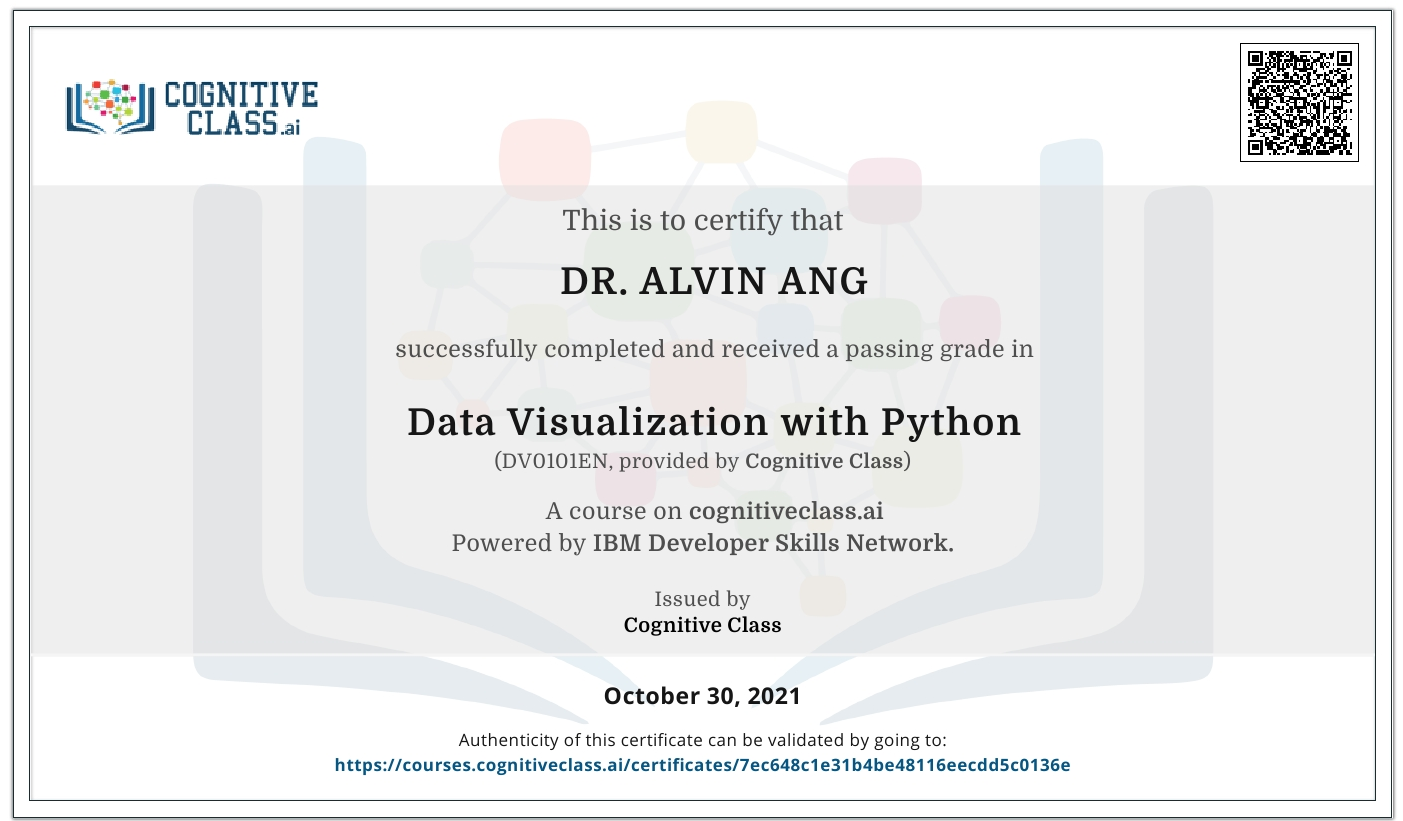 COGNITIVE
CLASS.ai
This is to certify that
DR. ALVIN ANG
successfully completed and received a passing grade in
Data Visualization with Python
(DV0101EN, provided by Cognitive Class)
A course on cognitiveclass.ai
Powered by IBM Developer Skills Network.
Issued by
Cognitive Class
October 30, 2021
Authenticity of this certificate can be validated by going to:
https://courses.cognitiveclass.ai/certificates/7ec648c1e31b4be48116eecdd5c0136e